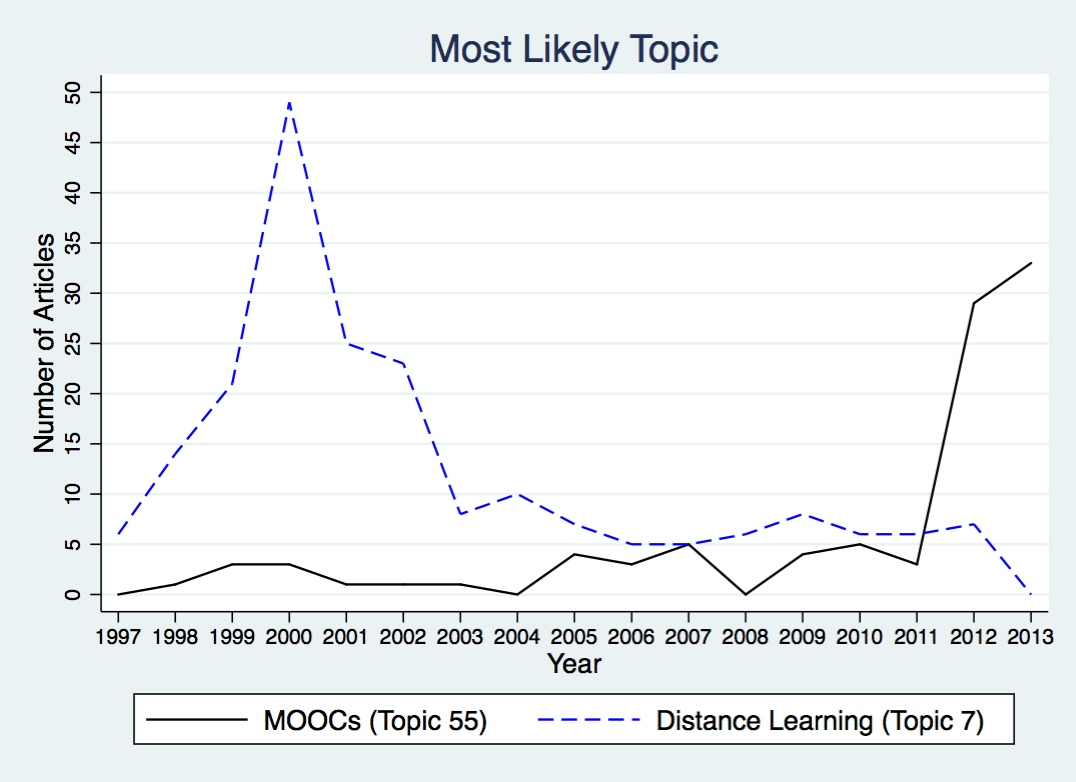 Most Likely Topic
50
45
40
35
30
25
20
15
10
5
0
Number of Articles
1997 1998 1999 2000 2001 2002 2003 2004 2005 2006 2007 2008 2009 2010 2011 2012 2013
Year
MOOCs (Topic 55) Distance Learning (Topic 7)